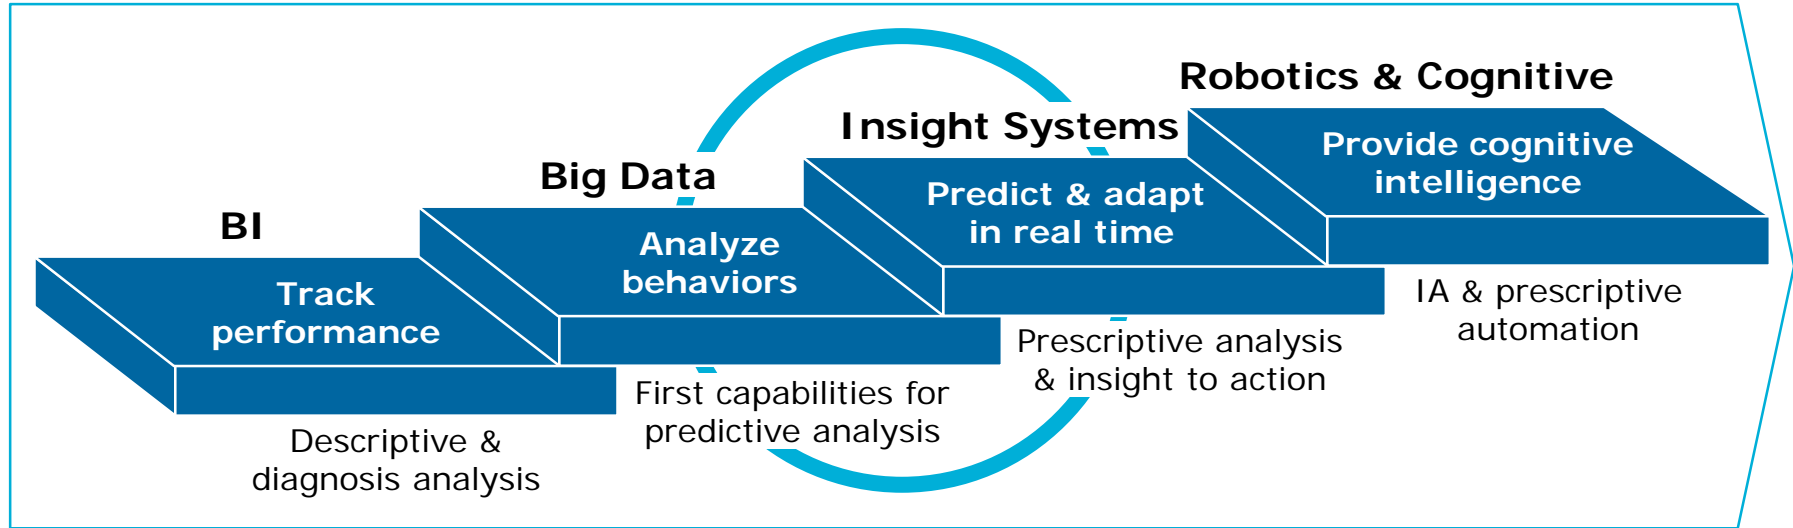 BI
Track
performance
Descriptive &
diagnosis analysis
Big Data
Analyze
behaviors
First capabilities for
predictive analysis
Insight Systems
Predict & adapt
in real time
Prescriptive analysis
& insight to action
Robotics & Cognitive
Provide cognitive
intelligence
IA & prescriptive
automation